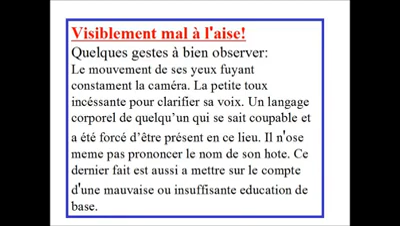 Visiblement mal à l'aise!
Quelques gestes à bien observer:
Le mouvement de ses yeux fuyant
constament la caméra. La petite toux
incéssante pour clarifier sa voix. Un langage
corporel de quelqu'un qui se sait coupable et
a été forcé d'être présent en ce lieu. Il n'ose
meme pas prononcer le nom de son hote. Ce
dernier fait est aussi a mettre sur le compte
d'une mauvaise ou insuffisante education de
base.